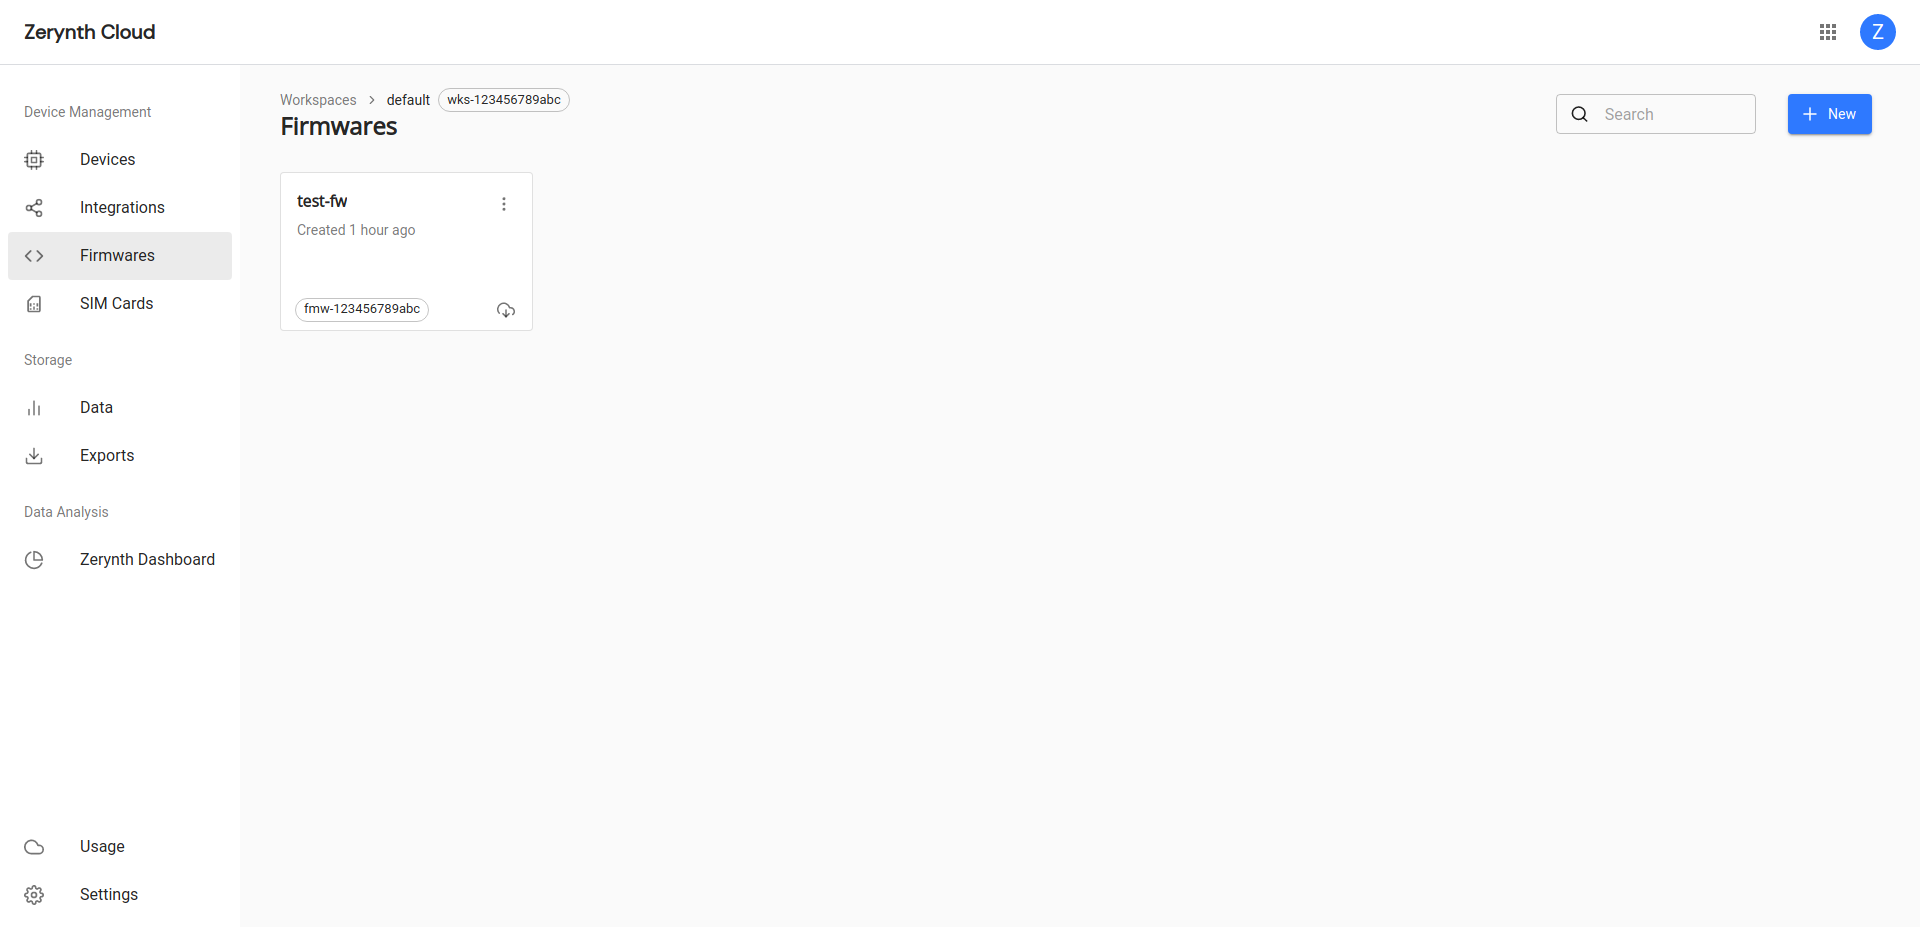 Zerynth Cloud
Z
Device Management
Devices
Integrations
Firmwares
SIM Cards
Storage
Data
Exports
Data Analysis
Zerynth Dashboard
Usage
Settings
Workspaces > default wks-123456789abc
Firmwares
Search
+ New
test-fw
Created 1 hour ago
fmw-123456789abc